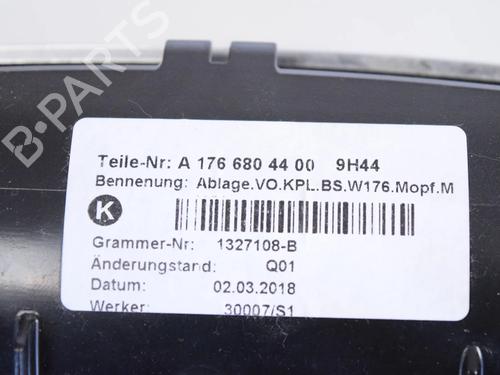 B-PARTS
Teile-Nr: A 176 680 44 00 9H44
Bennenung: Ablage.VO.KPL.BS.W176.Mopf.M
K
Grammer-Nr: 1327108-B
Änderungstand: Q01
Datum: 02.03.2018
Werker: 30007/S1